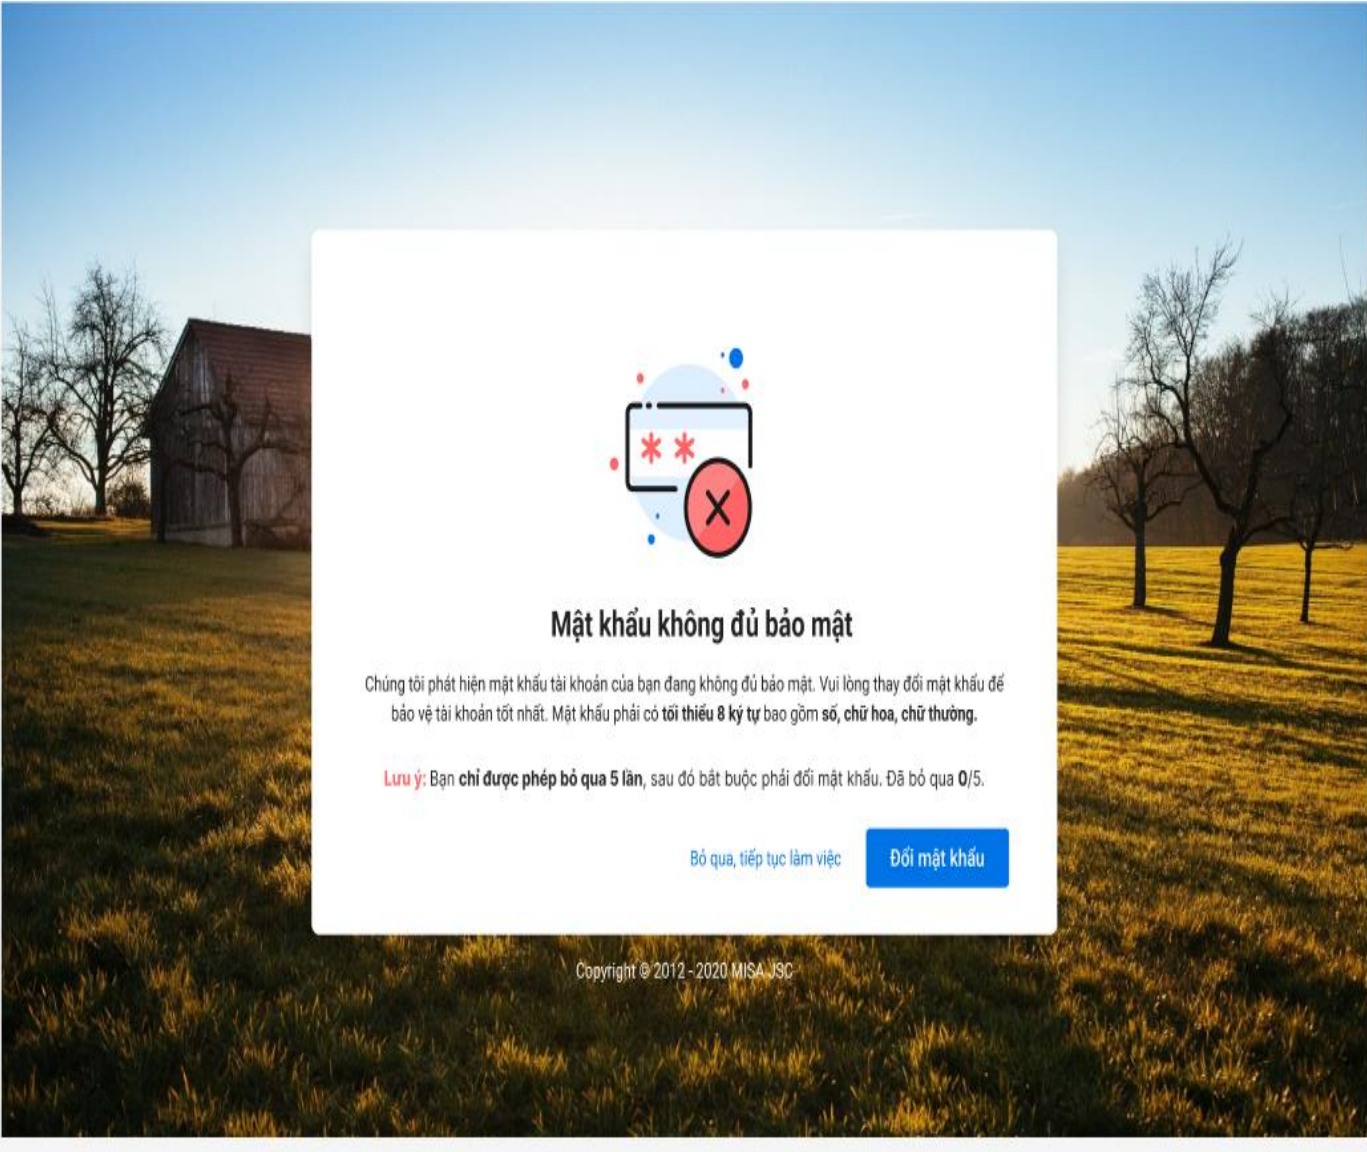 Mật khẩu không đủ bảo mật
Chúng tôi phát hiện mật khẩu tài khoản của bạn đang không đủ bảo mật. Vui lòng thay đổi mật khẩu để
bảo vệ tài khoản tốt nhất. Mật khẩu phải có tối thiểu 8 ký tự bao gồm số, chữ hoa, chữ thường.
Lưu ý: Bạn chỉ được phép bỏ qua 5 lần, sau đó bắt buộc phải đổi mật khẩu. Đã bỏ qua 0/5.
Bỏ qua, tiếp tục làm việc
Đổi mật khẩu
Copyright © 2012 - 2020 MISA JSC